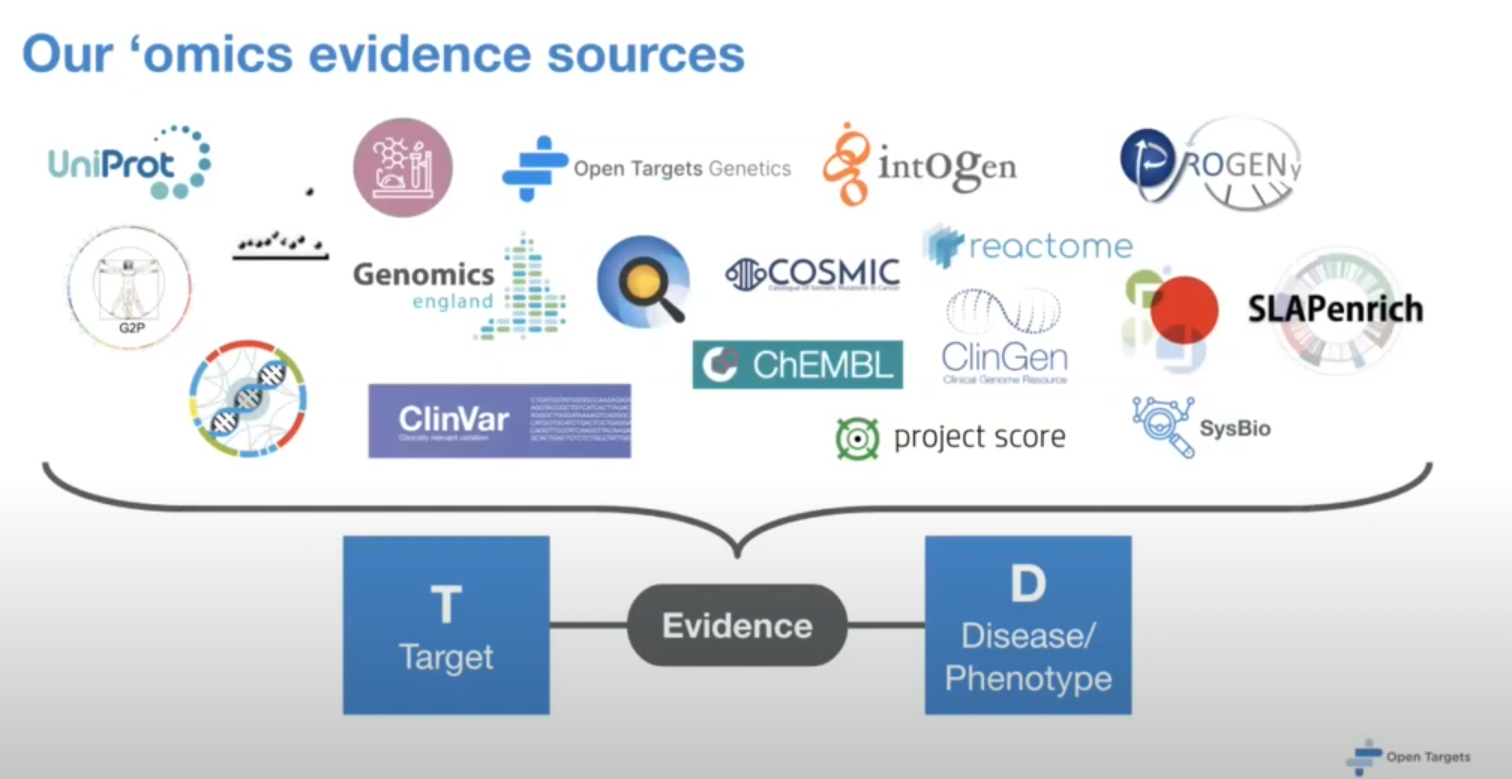 Our ‘omics evidence sources
UniProt
Open Targets Genetics
intOgen
PROGENy
G2P
Genomics
england
COSMIC
Catalogue Of Somatic Mutations In Cancer
reactome
SLAPenrich
ChEMBL
ClinGen
Clinical Genome Resource
ClinVar
Clinically relevant variation
project score
SysBio
T
Target
Evidence
D
Disease/
Phenotype
Open Targets